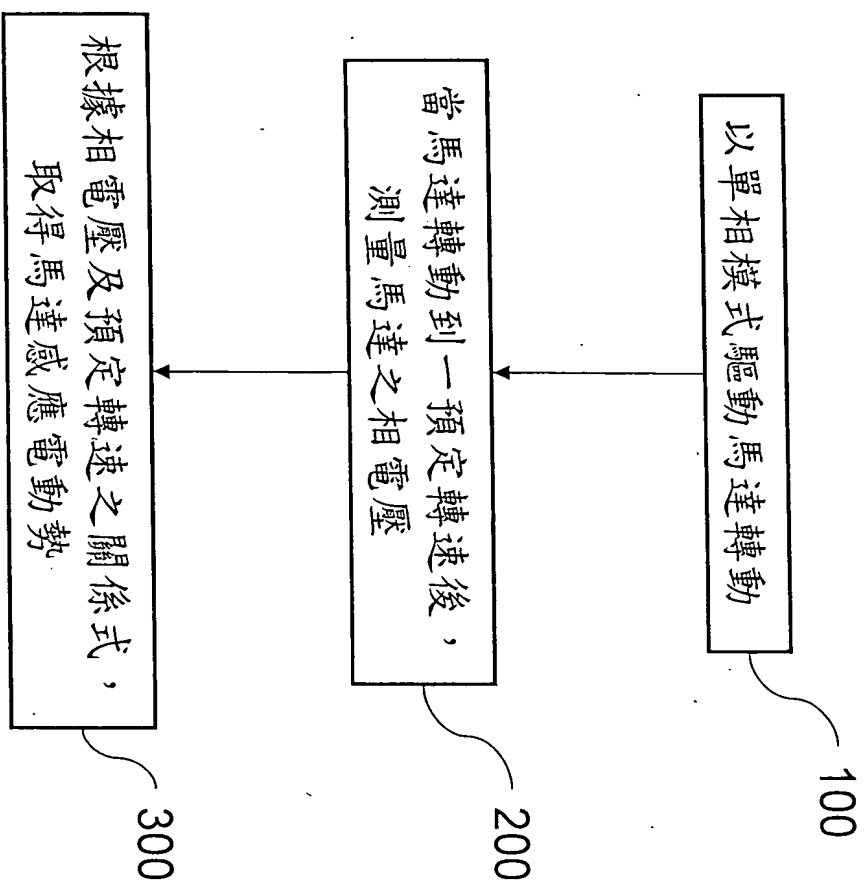 以單相模式驅動馬達轉動
100
當馬達轉動到一預定轉速後，
測量馬達之相電壓
200
根據相電壓及預定轉速之關係式，
取得馬達感應電動勢
300